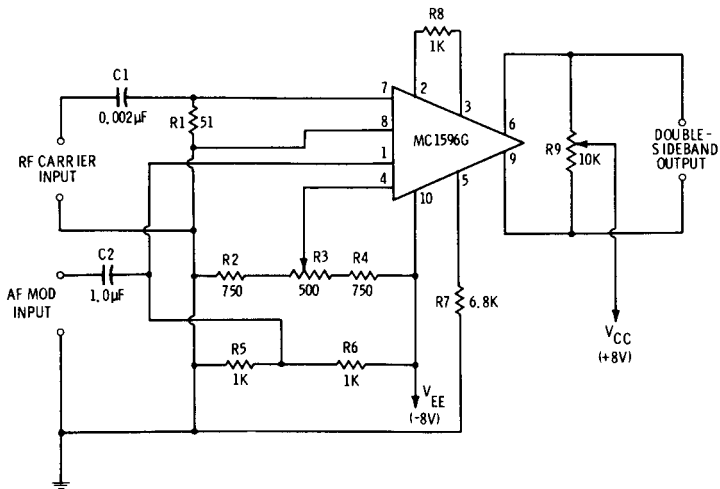 R8
1K
C1
0.002µF
R1 51
7
8
1
4
2
3
MC1596G
6
9
10
5
RF CARRIER
INPUT
R9
10K
DOUBLE-
SIDEBAND
OUTPUT
C2
1.0µF
AF MOD
INPUT
R2
750
R3
500
R4
750
R7
6.8K
R5
1K
R6
1K
VEE
(-8V)
VCC
(+8V)